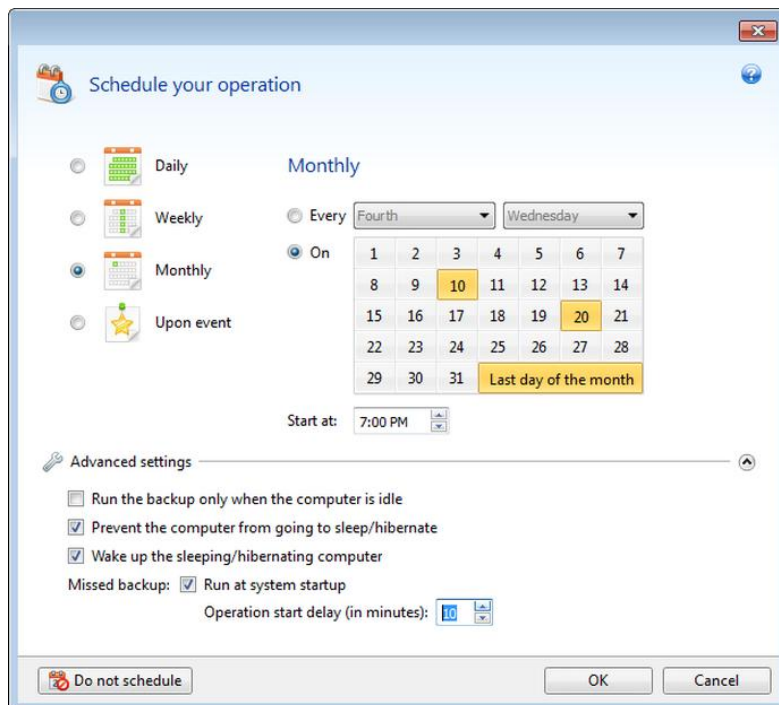 Schedule your operation
Daily
Weekly
Monthly
Upon event
Monthly
Every Fourth Wednesday
On
1 2 3 4 5 6 7
8 9 10 11 12 13 14
15 16 17 18 19 20 21
22 23 24 25 26 27 28
29 30 31 Last day of the month
Start at: 7:00 PM
Advanced settings
Run the backup only when the computer is idle
Prevent the computer from going to sleep/hibernate
Wake up the sleeping/hibernating computer
Missed backup: Run at system startup
Operation start delay (in minutes): 10
Do not schedule OK Cancel